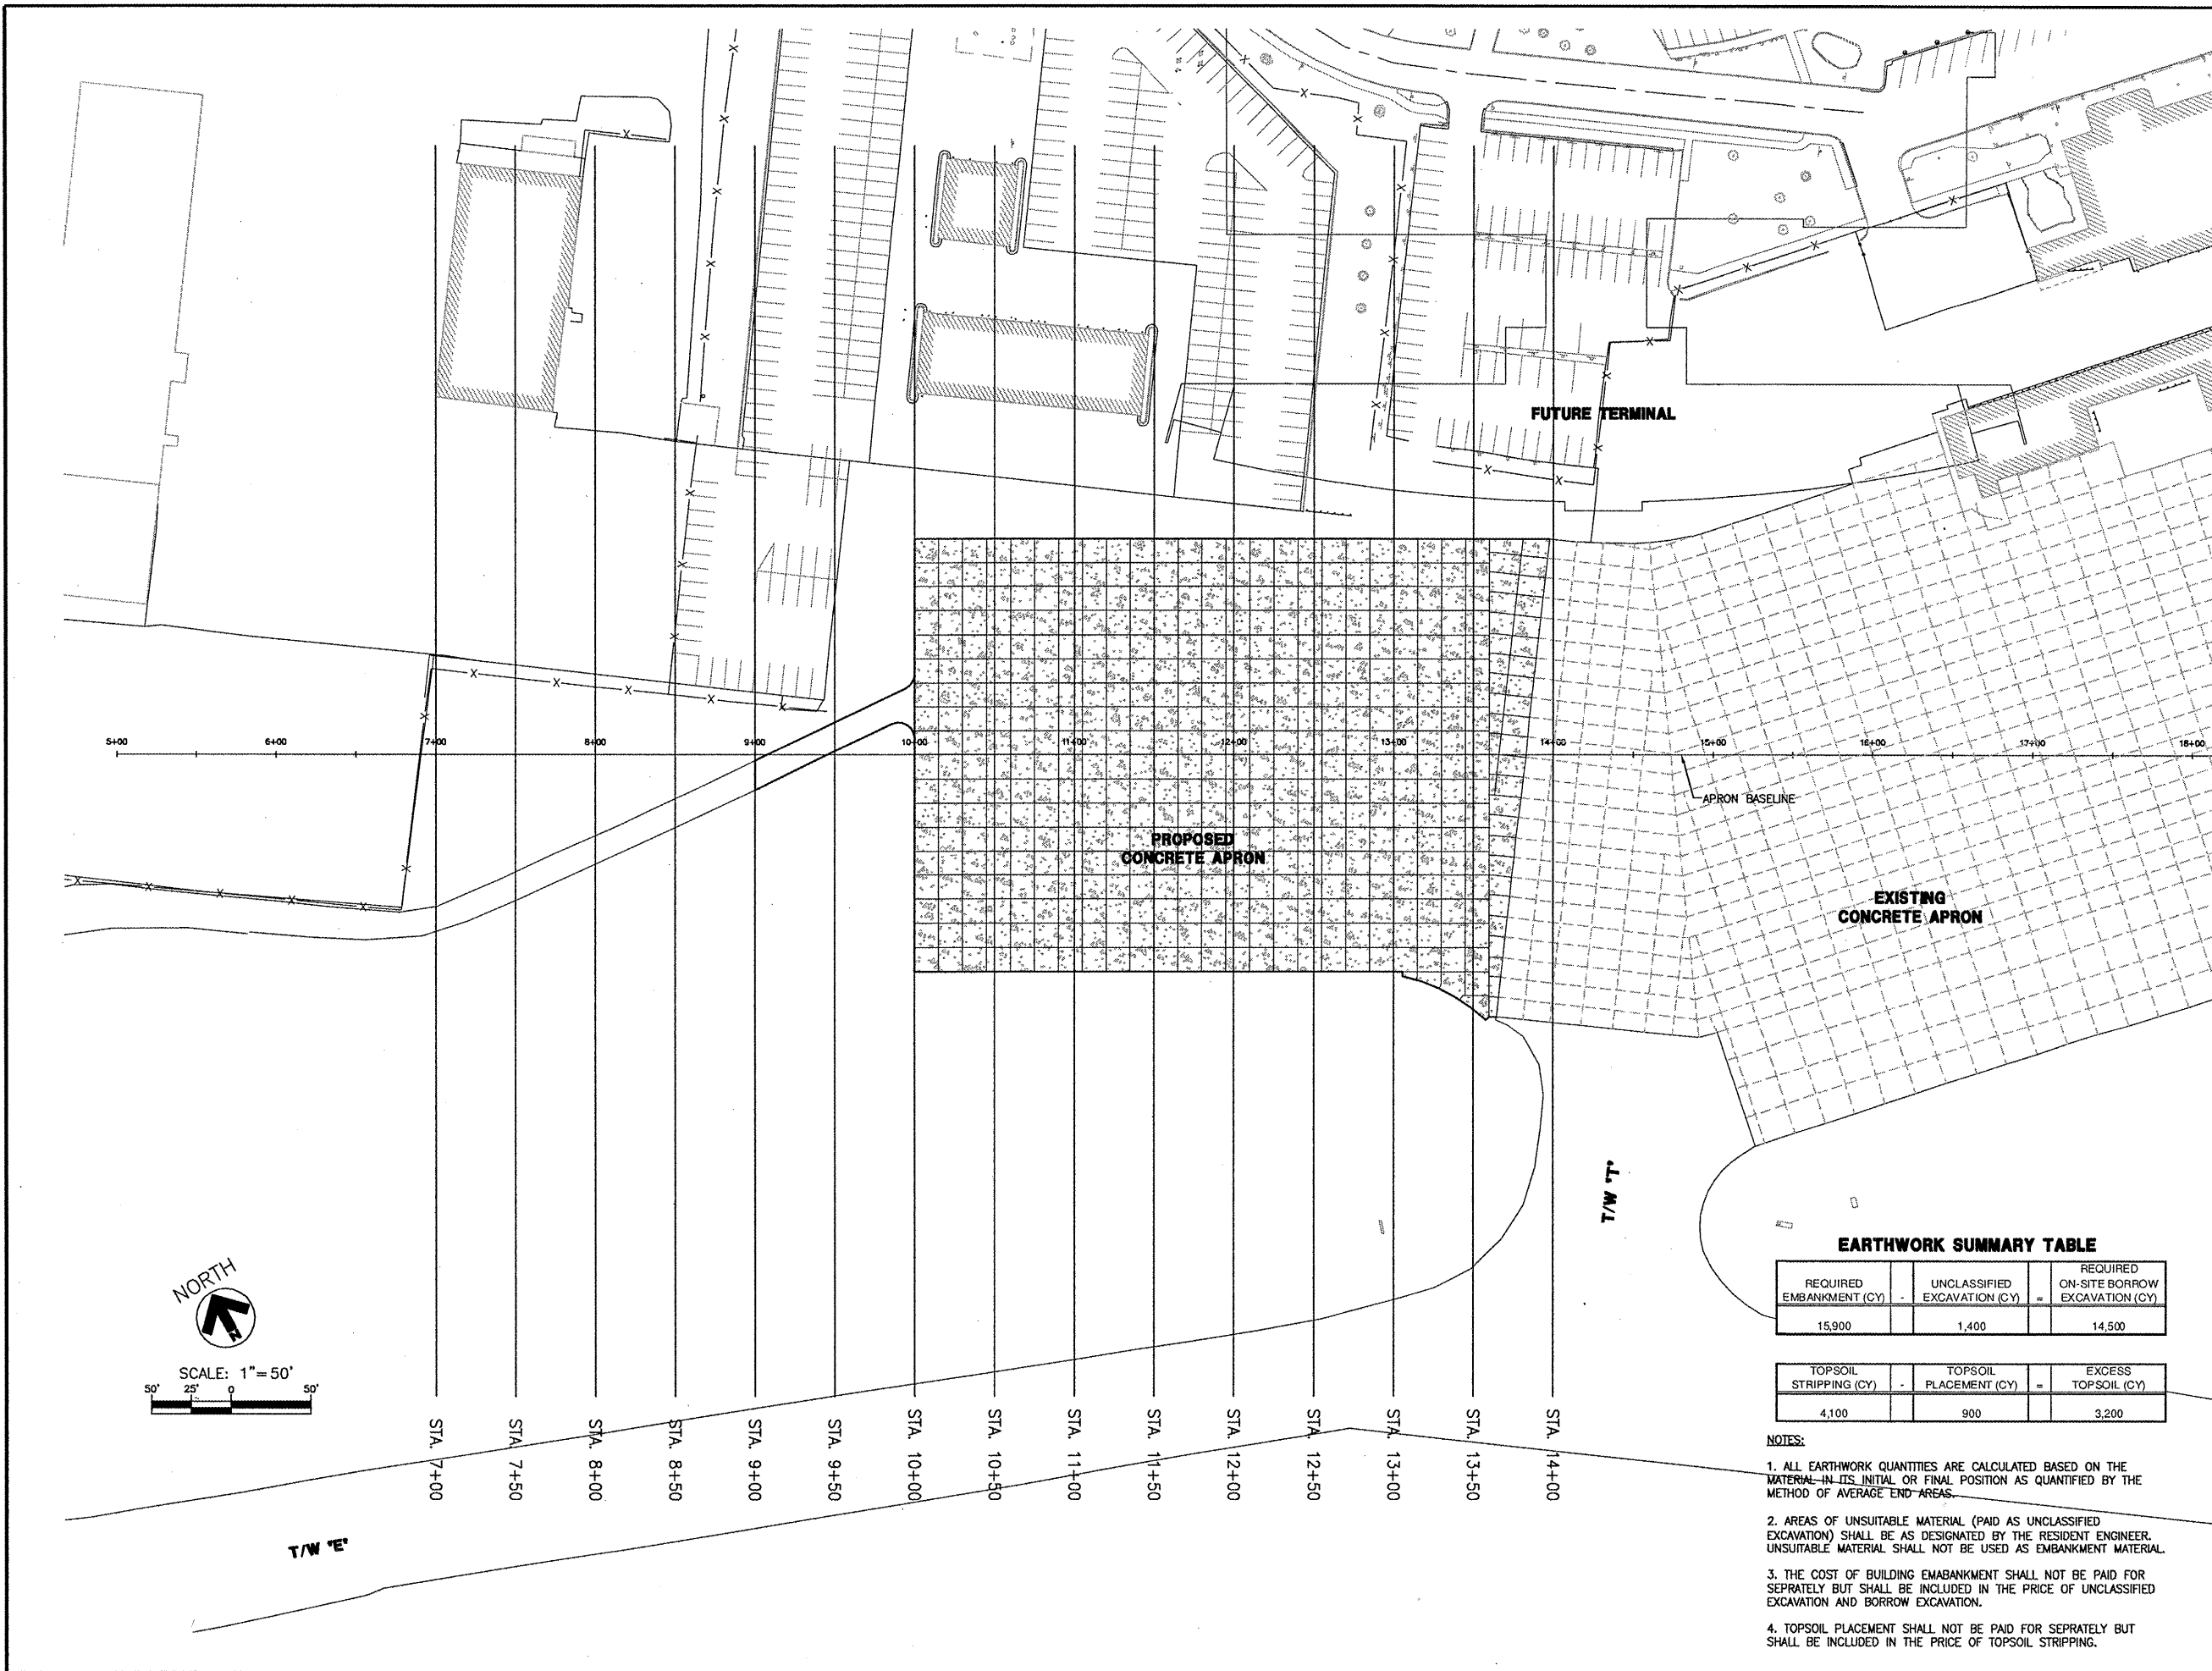 FUTURE TERMINAL
5+00 6+00 7+00 8+00 9+00 10+00 11+00 12+00 13+00 14+00 15+00 16+00 17+00 18+00
APRON BASELINE
PROPOSED
CONCRETE APRON
EXISTING
CONCRETE APRON
T/W "T"
NORTH
N
SCALE: 1"=50'
50' 25' 0 50'
STA. 7+00
STA. 7+50
STA. 8+00
STA. 8+50
STA. 9+00
STA. 9+50
STA. 10+00
STA. 10+50
STA. 11+00
STA. 11+50
STA. 12+00
STA. 12+50
STA. 13+00
STA. 13+50
STA. 14+00
T/W "E"
EARTHWORK SUMMARY TABLE
REQUIRED
REQUIRED UNCLASSIFIED ON-SITE BORROW
EMBANKMENT (CY) - EXCAVATION (CY) = EXCAVATION (CY)
15,900 1,400 14,500
TOPSOIL TOPSOIL EXCESS
STRIPPING (CY) - PLACEMENT (CY) = TOPSOIL (CY)
4,100 900 3,200
NOTES:
1. ALL EARTHWORK QUANTITIES ARE CALCULATED BASED ON THE
MATERIAL IN ITS INITIAL OR FINAL POSITION AS QUANTIFIED BY THE
METHOD OF AVERAGE END AREAS.
2. AREAS OF UNSUITABLE MATERIAL (PAID AS UNCLASSIFIED
EXCAVATION) SHALL BE AS DESIGNATED BY THE RESIDENT ENGINEER.
UNSUITABLE MATERIAL SHALL NOT BE USED AS EMBANKMENT MATERIAL.
3. THE COST OF BUILDING EMABANKMENT SHALL NOT BE PAID FOR
SEPRATELY BUT SHALL BE INCLUDED IN THE PRICE OF UNCLASSIFIED
EXCAVATION AND BORROW EXCAVATION.
4. TOPSOIL PLACEMENT SHALL NOT BE PAID FOR SEPRATELY BUT
SHALL BE INCLUDED IN THE PRICE OF TOPSOIL STRIPPING.